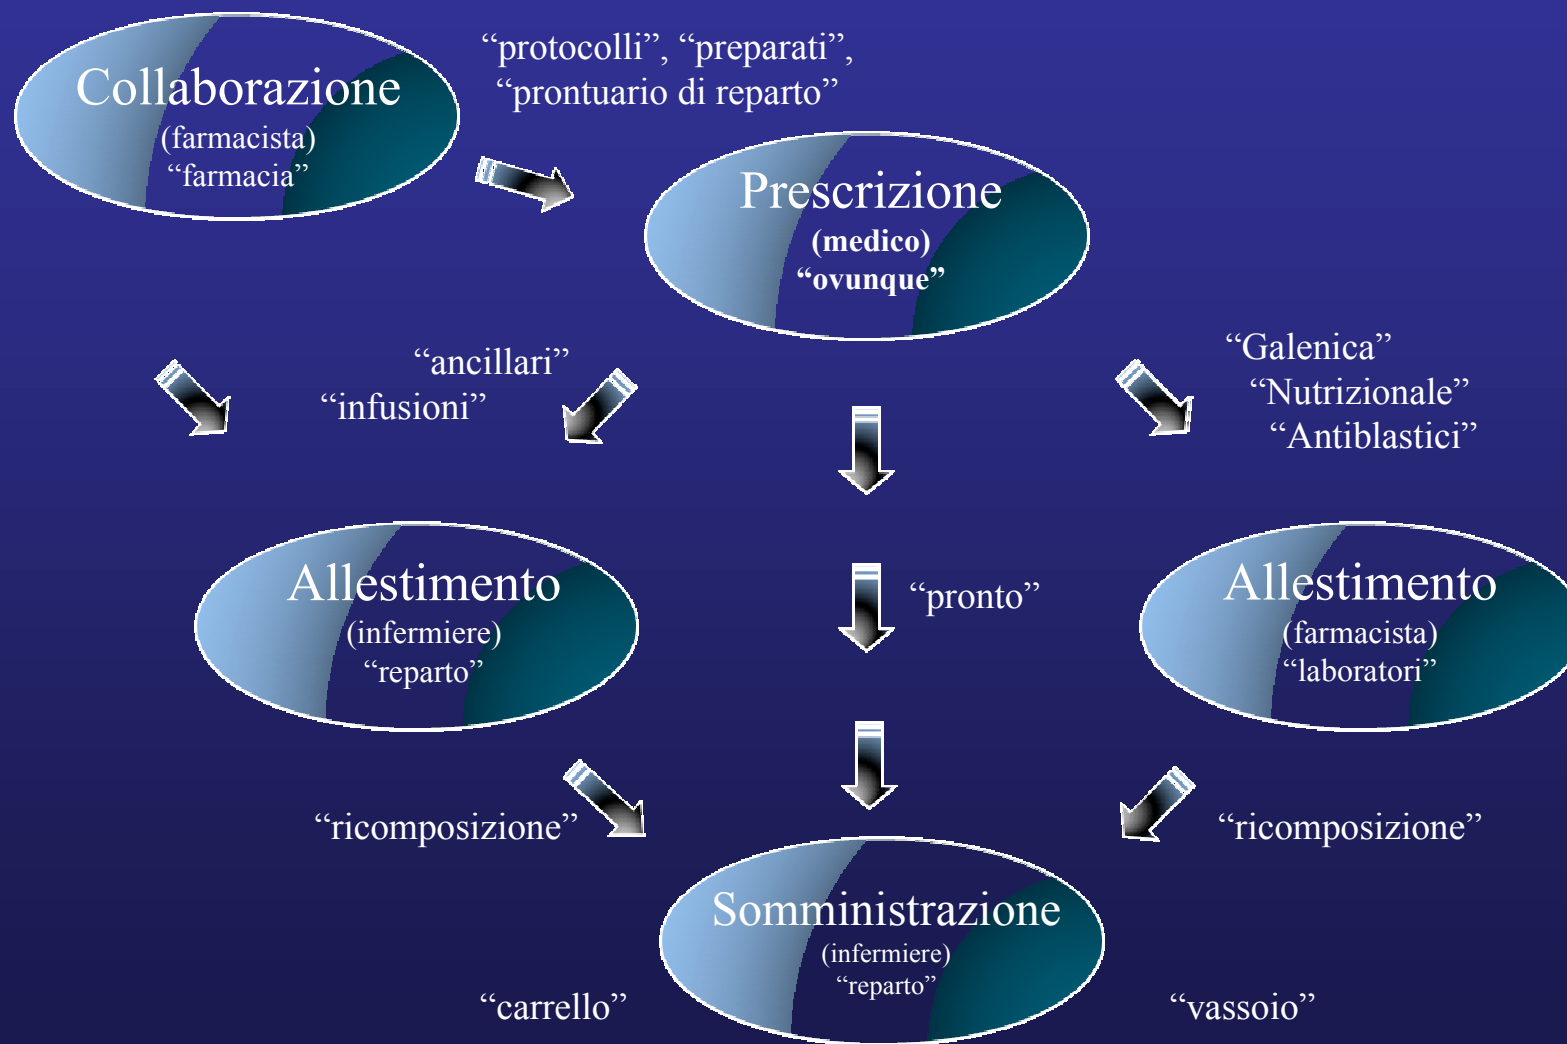 Collaborazione
(farmacista)
“farmacia”
“protocolli”, “preparati”,
“prontuario di reparto”
Prescrizione
(medico)
“ovunque”
“ancillari”
“infusioni”
“Galenica”
“Nutrizionale”
“Antiblastici”
Allestimento
(infermiere)
“reparto”
“pronto”
Allestimento
(farmacista)
“laboratori”
“ricomposizione”
“ricomposizione”
Somministrazione
(infermiere)
“reparto”
“carrello”
“vassoio”